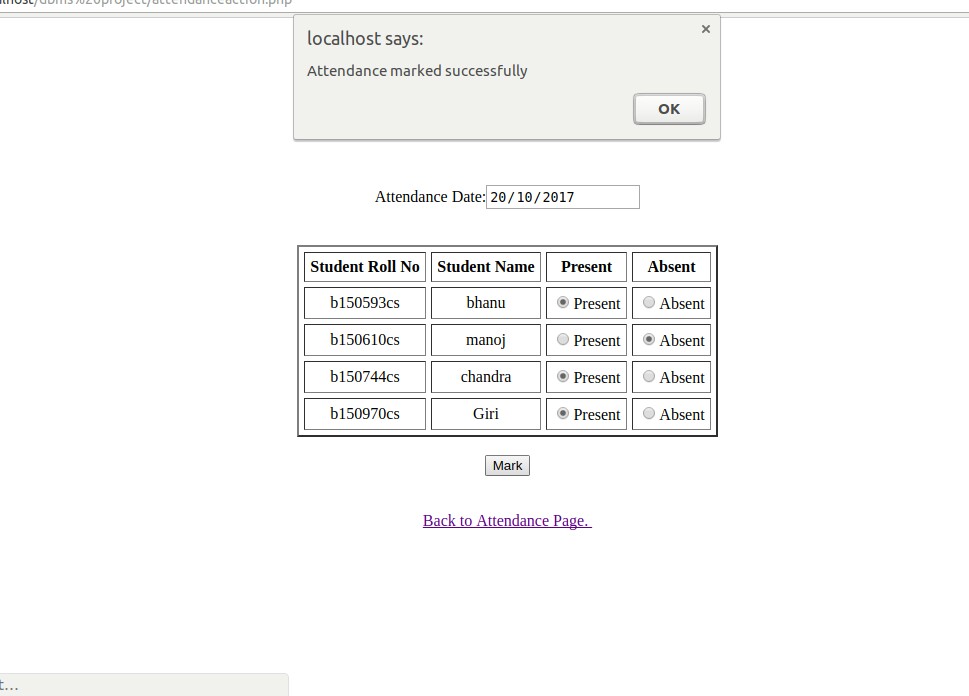 localhost/dbms%20project/attendanceaction.php
localhost says:
Attendance marked successfully
OK
Attendance Date: 20/10/2017
Student Roll No Student Name Present Absent
b150593cs bhanu Present Absent
b150610cs manoj Present Absent
b150744cs chandra Present Absent
b150970cs Giri Present Absent
Mark
Back to Attendance Page.
t...